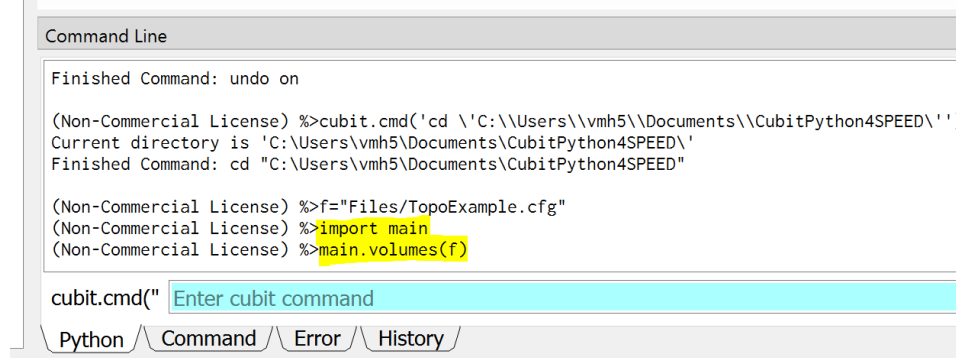 Command Line
Finished Command: undo on
(Non-Commercial License) %>cubit.cmd('cd \'C:\\Users\\vmh5\\Documents\\CubitPython4SPEED\'')
Current directory is 'C:\Users\vmh5\Documents\CubitPython4SPEED\'
Finished Command: cd "C:\Users\vmh5\Documents\CubitPython4SPEED"
(Non-Commercial License) %>f="Files/TopoExample.cfg"
(Non-Commercial License) %>import main
(Non-Commercial License) %>main.volumes(f)
cubit.cmd(" Enter cubit command
Python Command Error History